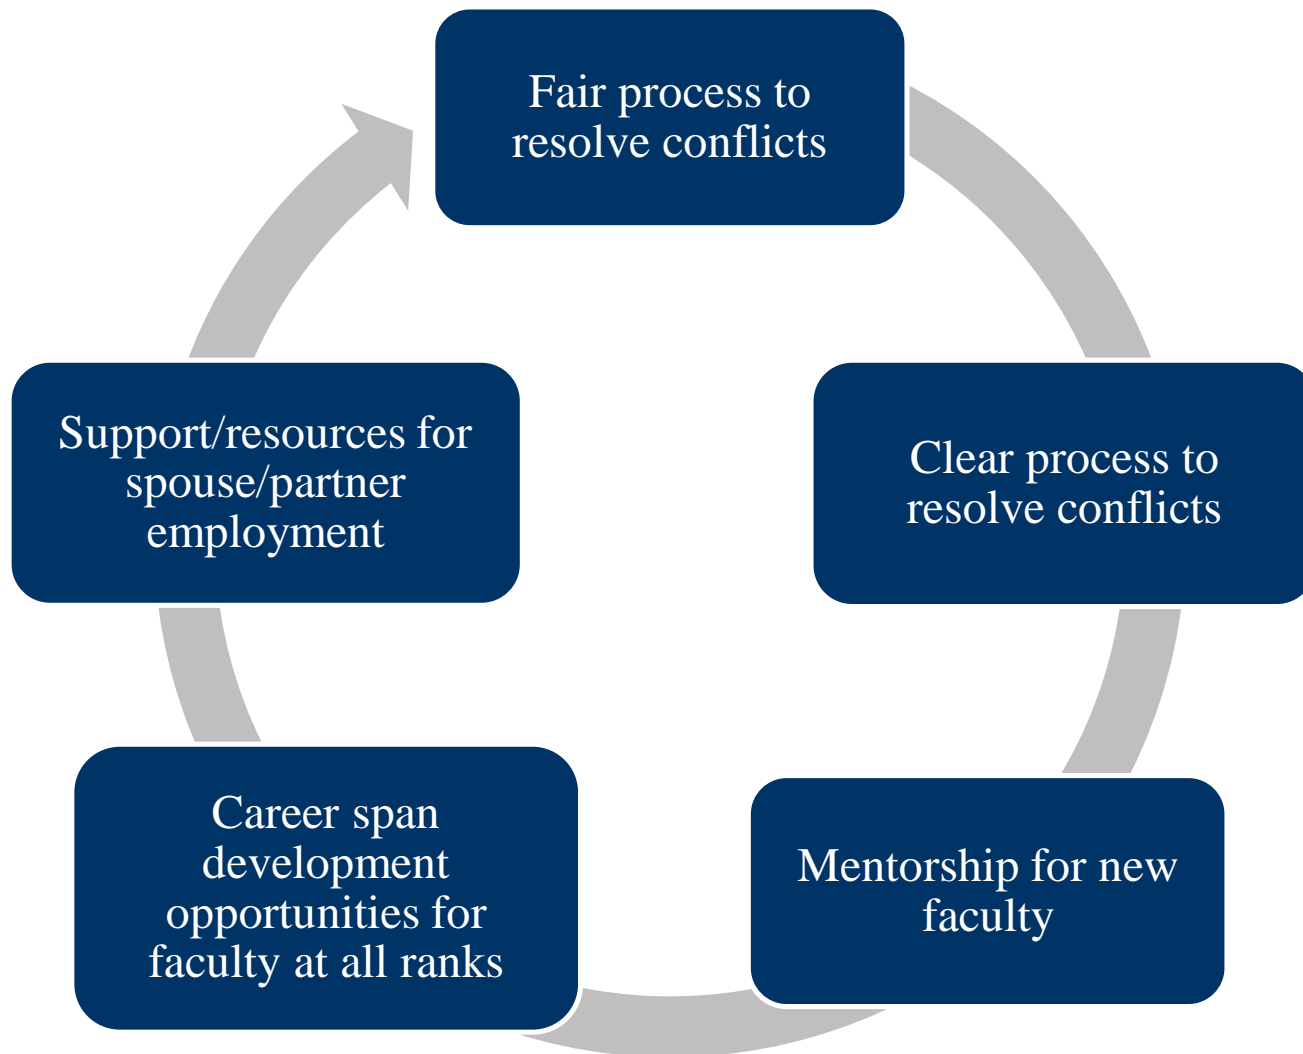 Fair process to
resolve conflicts
Clear process to
resolve conflicts
Mentorship for new
faculty
Career span
development
opportunities for
faculty at all ranks
Support/resources for
spouse/partner
employment